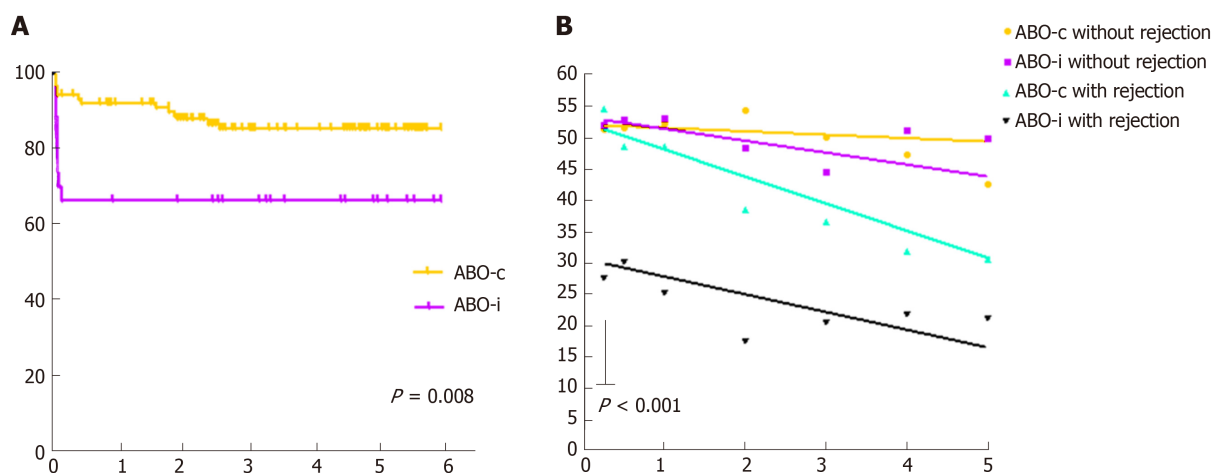 A
100
80
60
40
20
0
0 1 2 3 4 5 6
ABO-c
ABO-i
P = 0.008
B
60
55
50
45
40
35
30
25
20
15
10
5
0
0 1 2 3 4 5
P < 0.001
ABO-c without rejection
ABO-i without rejection
ABO-c with rejection
ABO-i with rejection